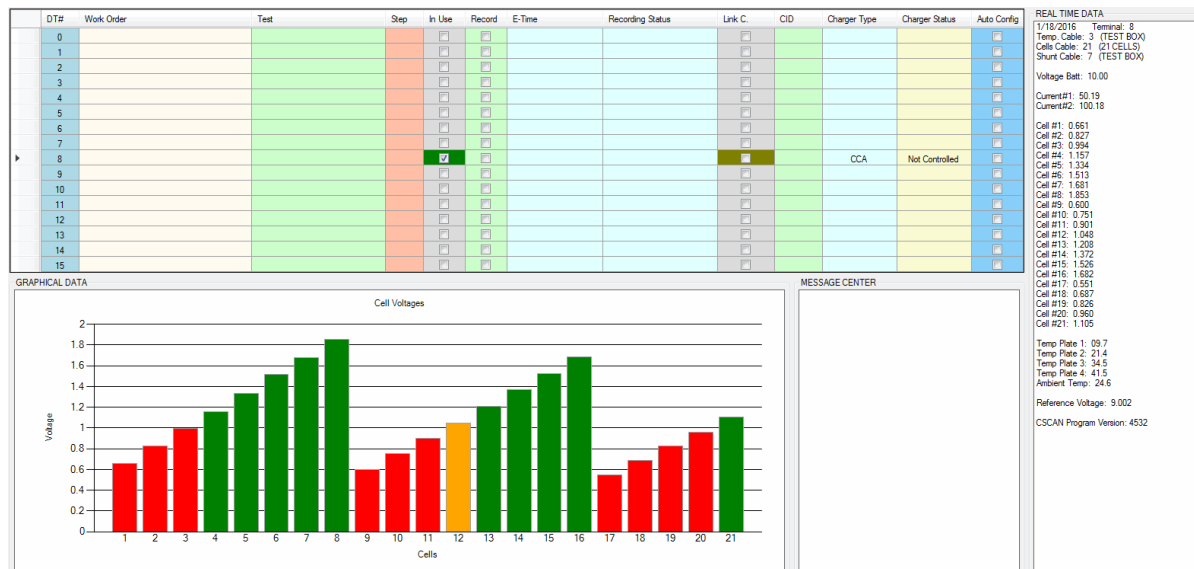 DT# Work Order Test Step In Use Record E-Time Recording Status Link C. CID Charger Type Charger Status Auto Config
0
1
2
3
4
5
6
7
8 CCA Not Controlled
9
10
11
12
13
14
15
GRAPHICAL DATA
Cell Voltages
Voltage
2
1.8
1.6
1.4
1.2
1
0.8
0.6
0.4
0.2
0
1 2 3 4 5 6 7 8 9 10 11 12 13 14 15 16 17 18 19 20 21
Cells
MESSAGE CENTER
REAL TIME DATA
1/18/2016 Terminal: 8
Temp. Cable: 3 (TEST BOX)
Cells Cable: 21 (21 CELLS)
Shunt Cable: 7 (TEST BOX)
Voltage Batt: 10.00
Current#1: 50.19
Current#2: 100.18
Cell #1: 0.661
Cell #2: 0.827
Cell #3: 0.994
Cell #4: 1.157
Cell #5: 1.334
Cell #6: 1.513
Cell #7: 1.681
Cell #8: 1.853
Cell #9: 0.600
Cell #10: 0.751
Cell #11: 0.901
Cell #12: 1.048
Cell #13: 1.208
Cell #14: 1.372
Cell #15: 1.526
Cell #16: 1.682
Cell #17: 0.551
Cell #18: 0.687
Cell #19: 0.826
Cell #20: 0.960
Cell #21: 1.105
Temp Plate 1: 09.7
Temp Plate 2: 21.4
Temp Plate 3: 34.5
Temp Plate 4: 41.5
Ambient Temp: 24.6
Reference Voltage: 9.002
CSCAN Program Version: 4532